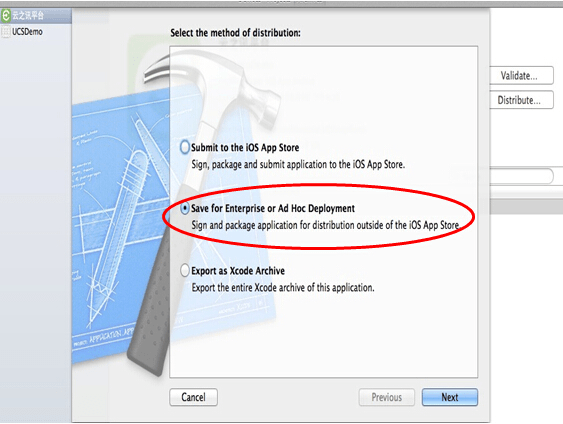 云之讯平台
UCSDemo
Select the method of distribution:
Validate...
Distribute...
Submit to the iOS App Store
Sign, package and submit application to the iOS App Store.
Save for Enterprise or Ad Hoc Deployment
Sign and package application for distribution outside of the iOS App Store.
Export as Xcode Archive
Export the entire Xcode archive of this application.
Cancel
Previous
Next